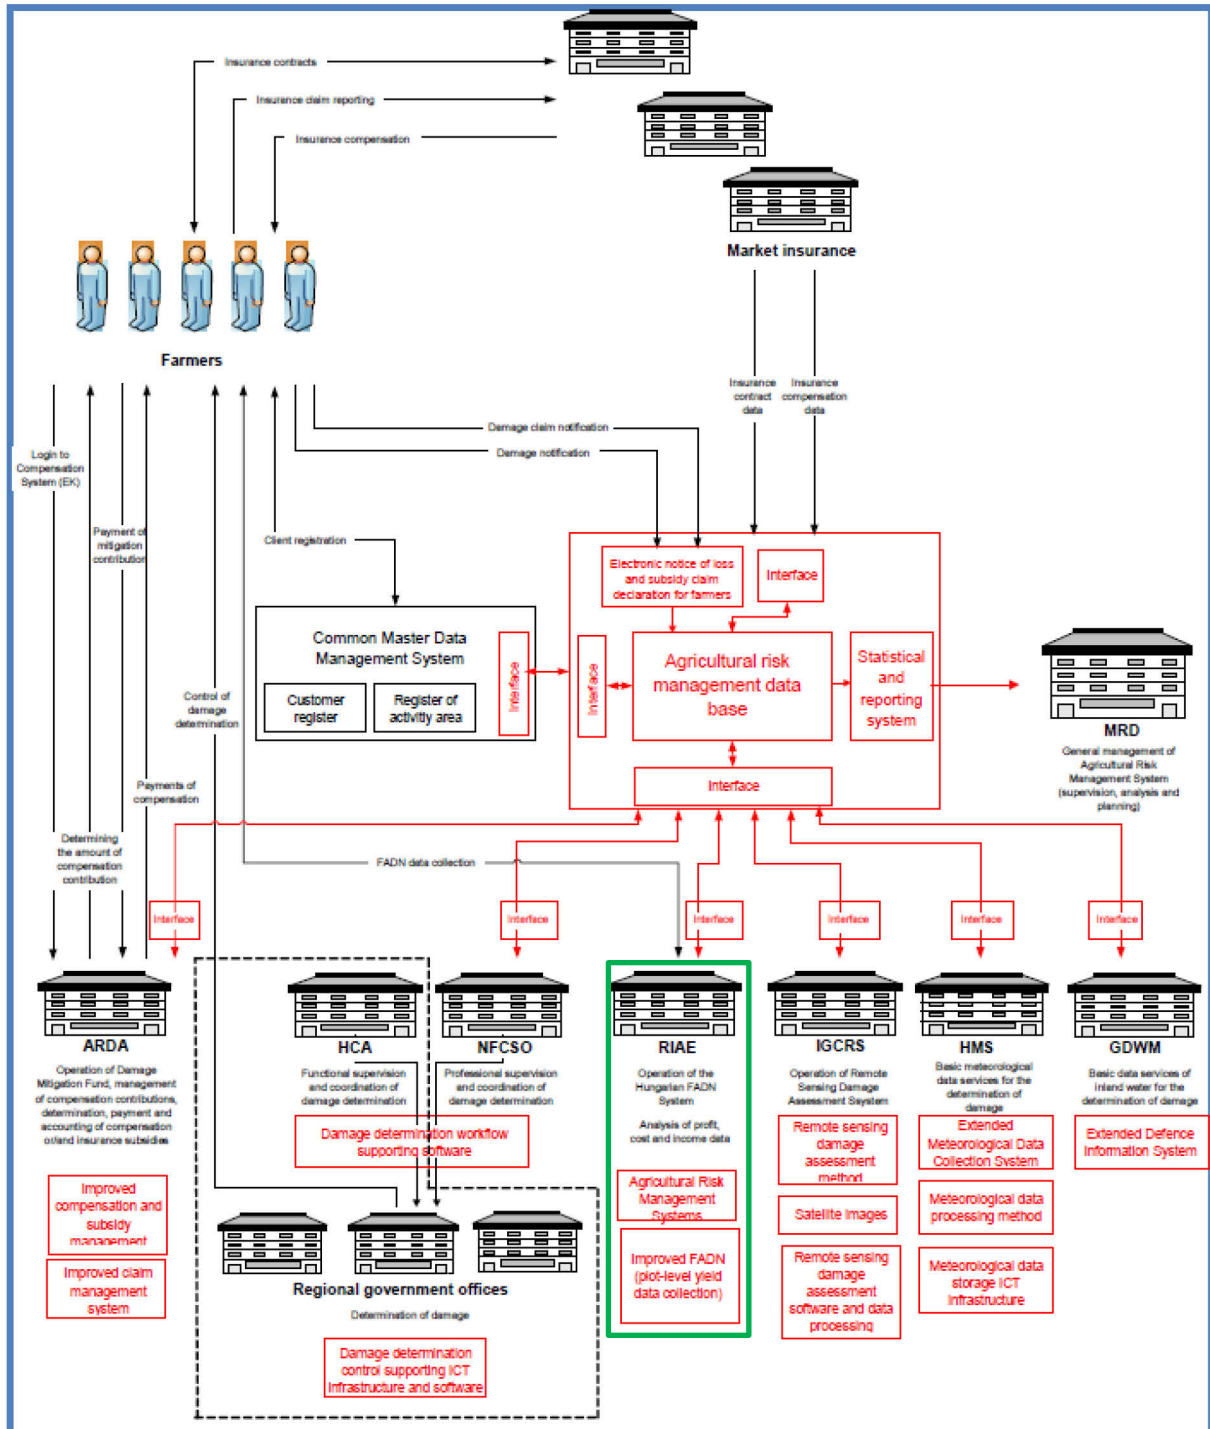 Insurance contracts
Insurance claim reporting
Insurance compensation
Market insurance
Farmers
Insurance
contract
data
Insurance
compensation
data
Damage claim notification
Damage notification
Login to
Compensation
System (EK)
Payment of
mitigation
contribution
Client registration
Electronic notice of loss
and subsidy claim
declaration for farmers
Interface
Common Master Data
Management System
Customer
register
Register of
activity area
Interface
Interface
Agricultural risk
management data
base
Statistical
and
reporting
system
MRD
General management of
Agricultural Risk
Management System
(supervision, analysis and
planning)
Control of
damage
determination
Interface
Payments of
compensation
Determining
the amount of
compensation
contribution
FADN data collection
Interface
Interface
Interface
Interface
Interface
Interface
ARDA
Operation of Damage
Mitigation Fund, management
of compensation contributions,
determination, payment and
accounting of compensation
or/and insurance subsidies
Improved
compensation and
subsidy
management
Improved claim
management
system
HCA
Functional supervision
and coordination of
damage determination
NFCSO
Professional supervision
and coordination of
damage determination
Damage determination workflow
supporting software
Regional government offices
Determination of damage
Damage determination
control supporting ICT
Infrastructure and software
RIAE
Operation of the
Hungarian FADN
System
Analysis of profit,
cost and income data
Agricultural Risk
Management
Systems
Improved FADN
(plot-level yield
data collection)
IGCRS
Operation of Remote
Sensing Damage
Assessment Ssystem
Remote sensing
damage
assessment
method
Satellite images
Remote sensing
damage
assessment
software and data
processing
HMS
Basic meteorological
data services for the
determination of
damage
Extended
Meteorological Data
Collection System
Meteorological data
processing method
Meteorological data
storage ICT
Infrastructure
GDWM
Basic data services of
inland water for the
determination of damage
Extended Defence
Information System